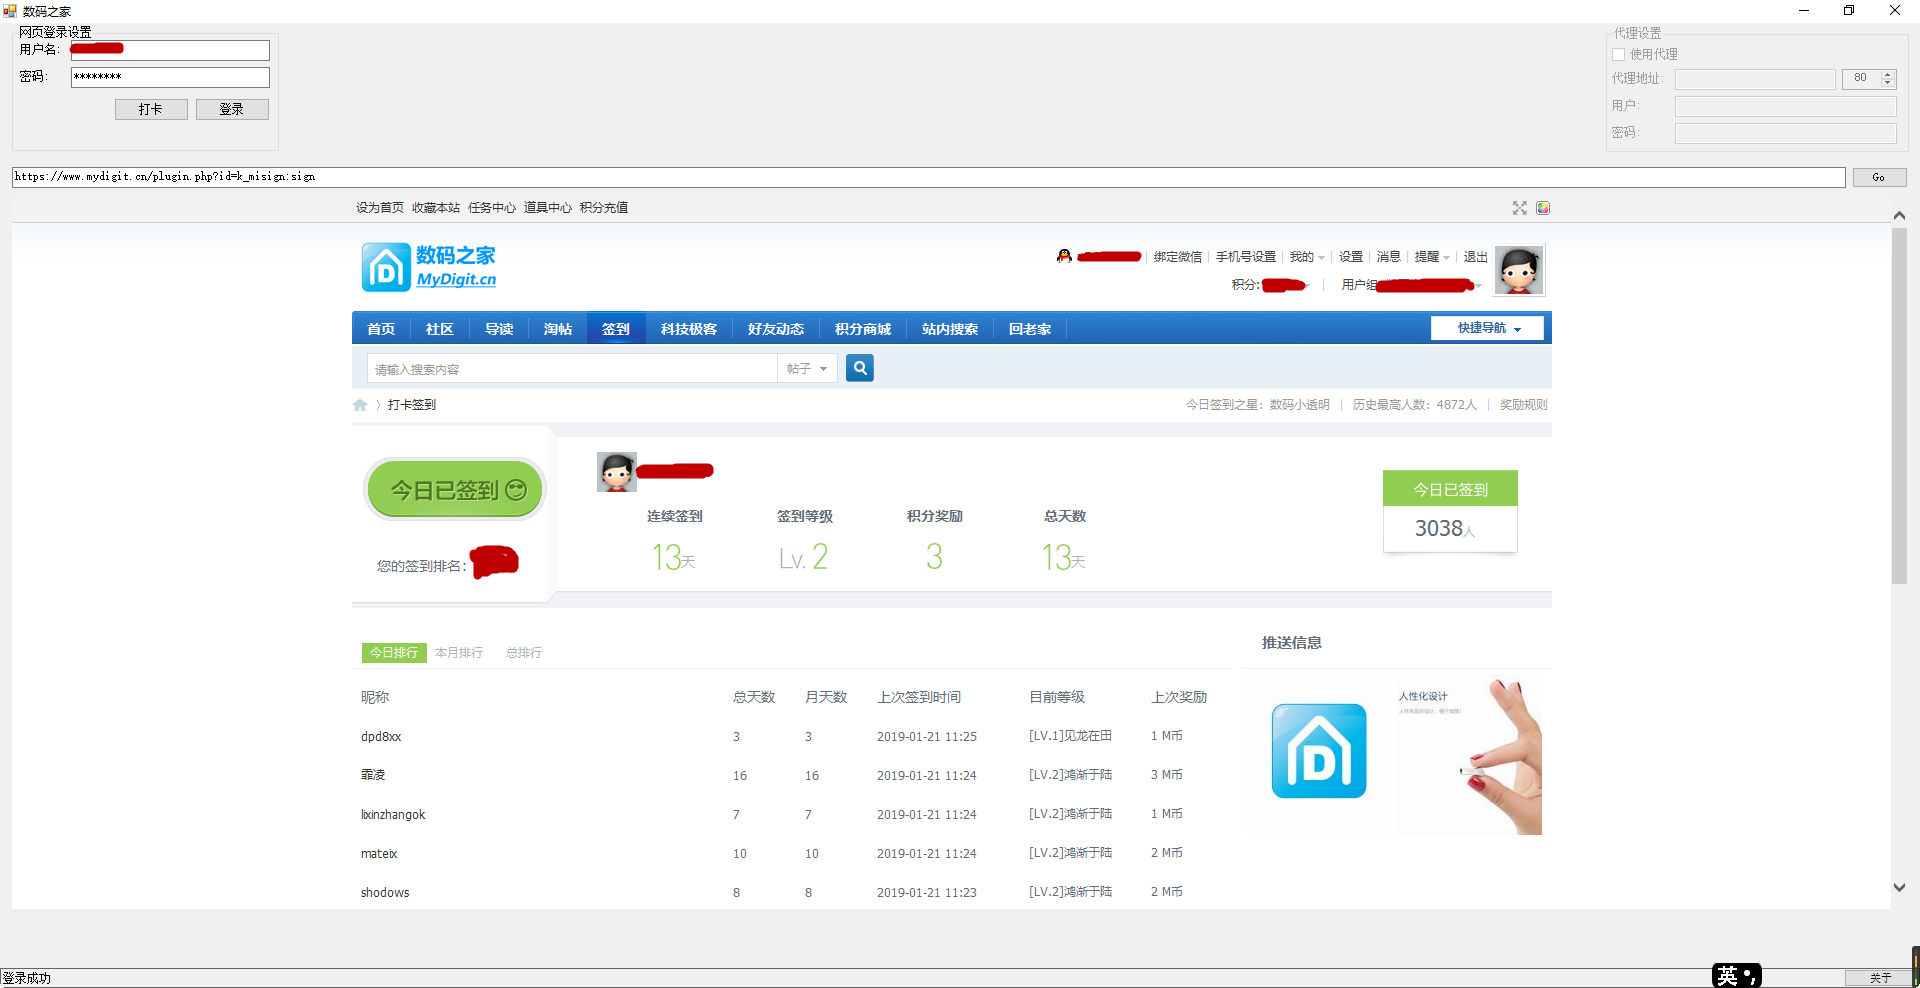 数码之家
网页登录设置
用户名:
密码: ********
打卡 登录
代理设置
使用代理
代理地址: 80
用户:
密码:
https://www.mydigit.cn/plugin.php?id=k_misign:sign Go
设为首页 收藏本站 任务中心 道具中心 积分充值
数码之家
MyDigit.cn
绑定微信 手机号设置 我的 设置 消息 提醒 退出
积分: 用户组
首页 社区 导读 淘帖 签到 科技极客 好友动态 积分商城 站内搜索 回老家 快捷导航
请输入搜索内容 帖子
打卡签到 今日签到之星: 数码小透明 历史最高人数: 4872人 奖励规则
今日已签到
您的签到排名:
连续签到 签到等级 积分奖励 总天数
13天 Lv. 2 3 13天
今日已签到
3038人
今日排行 本月排行 总排行
昵称 总天数 月天数 上次签到时间 目前等级 上次奖励
dpd8xx 3 3 2019-01-21 11:25 [LV.1]见龙在田 1 M币
霏凌 16 16 2019-01-21 11:24 [LV.2]鸿渐于陆 3 M币
lixinzhangok 7 7 2019-01-21 11:24 [LV.2]鸿渐于陆 1 M币
mateix 10 10 2019-01-21 11:24 [LV.2]鸿渐于陆 2 M币
shodows 8 8 2019-01-21 11:23 [LV.2]鸿渐于陆 2 M币
推送信息
人性化设计
登录成功
英
关于